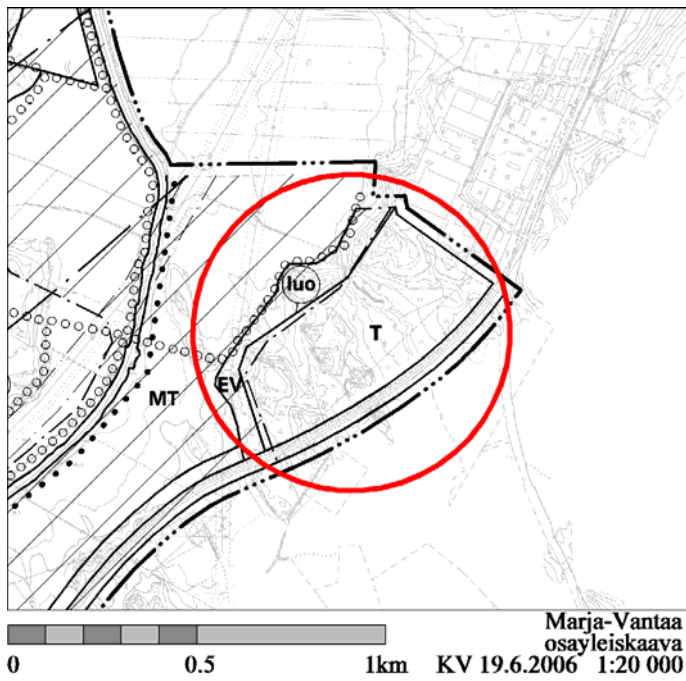 luo
T
EV
MT
Marja-Vantaa
osayleiskaava
0 0.5 1km KV 19.6.2006 1:20 000